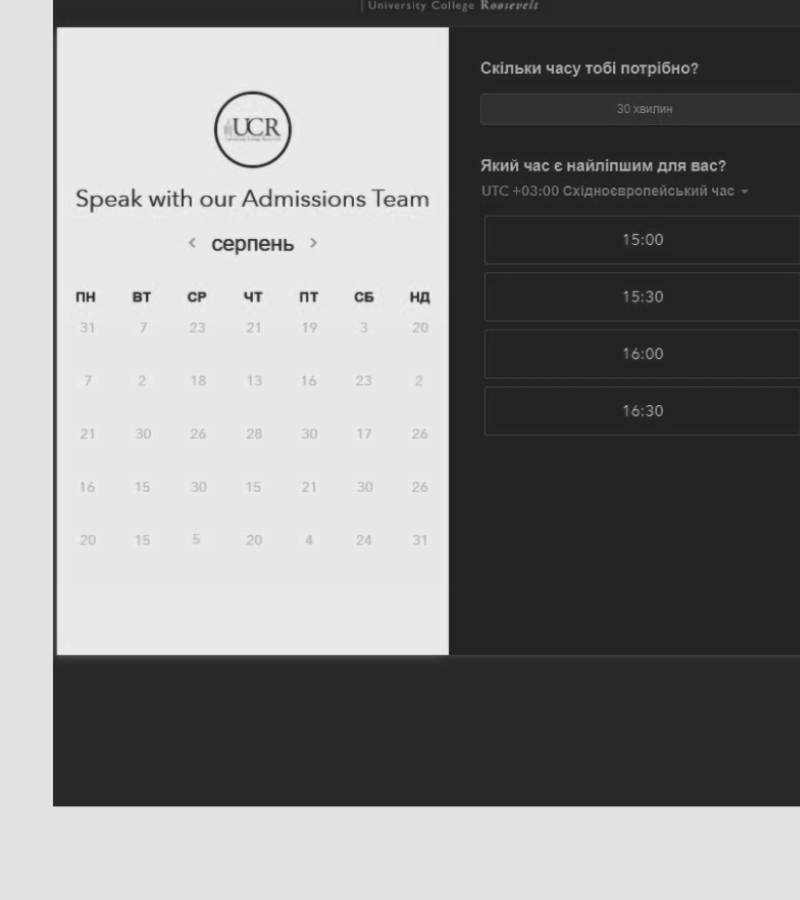 | University College Roosevelt
UCR
Speak with our Admissions Team
< серпень >
ПН ВТ СР ЧТ ПТ СБ НД
31 7 23 21 19 3 20
7 2 18 13 16 23 2
21 30 26 28 30 17 26
16 15 30 15 21 30 26
20 15 5 20 4 24 31
Скільки часу тобі потрібно?
30 хвилин
Який час є найліпшим для вас?
UTC +03:00 Східноєвропейський час
15:00
15:30
16:00
16:30